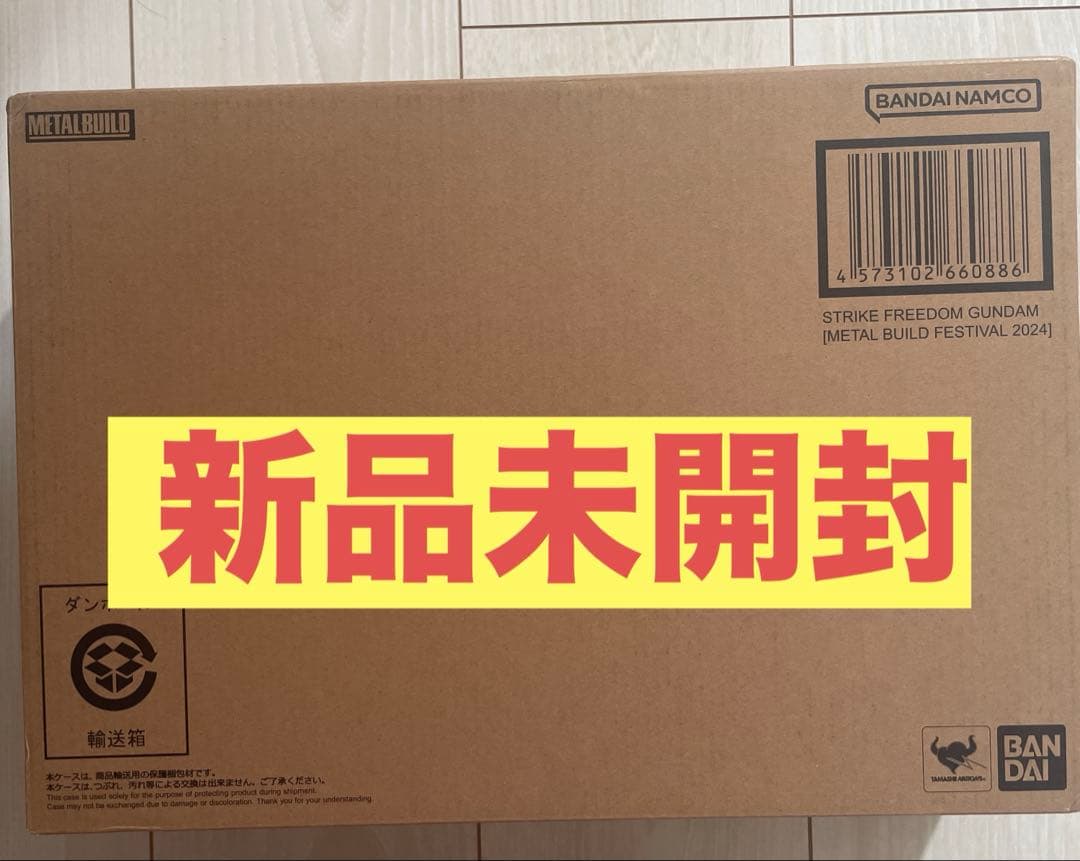 METALBUILD
BANDAI NAMCO
4 573102 660886
STRIKE FREEDOM GUNDAM
[METAL BUILD FESTIVAL 2024]
新品未開封
輸送箱
本ケースは、商品輸送用の保護梱包材です。
本ケースは、つぶれ、汚れ等による交換は出来ません。ご了承ください。
This case is used solely for the purpose of protecting product during shipment.
Case may not be exchanged due to damage or discoloration. Thank you for your understanding.
TAMASHII NATIONS
BAN
DAI